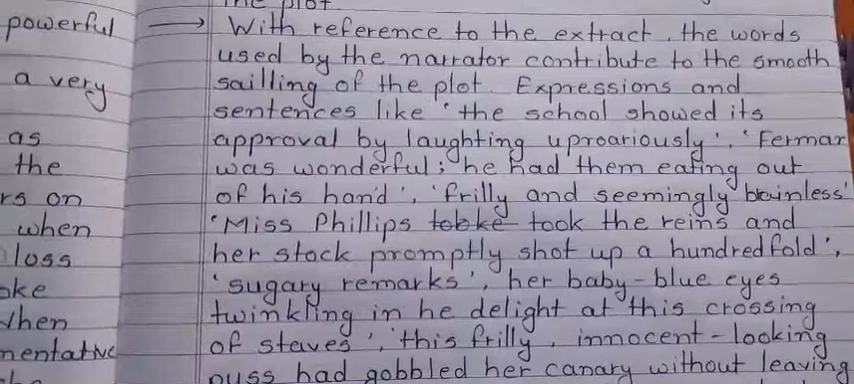 the plot
powerful → With reference to the extract, the words
used by the narrator contribute to the smooth
a very sailling of the plot. Expressions and
sentences like 'the school showed its
as approval by laughting uproariously', 'Fermar
the was wonderful; he had them eating out
rs on of his hand', 'frilly and seemingly brainless'
when 'Miss Phillips took the reins and
loss her stock promptly shot up a hundredfold',
oke 'sugary remarks', her baby-blue eyes
When twinkling in he delight at this crossing
mentative of staves', 'this frilly, innocent-looking
puss had gobbled her canary without leaving